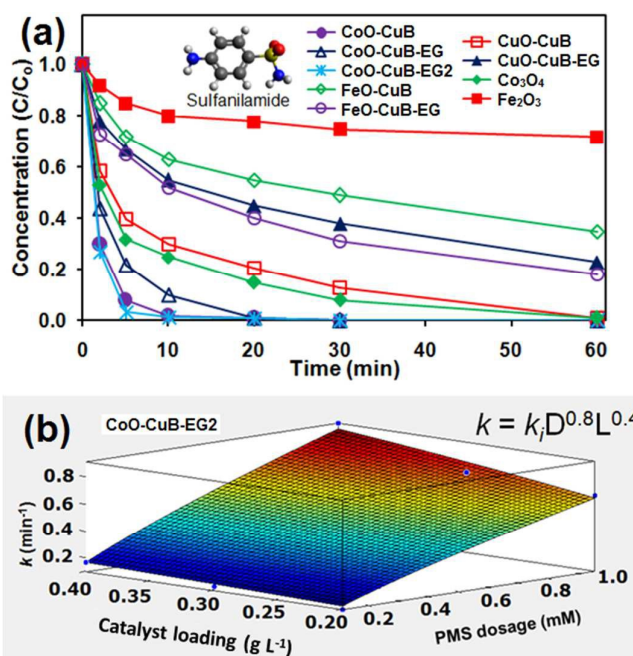 (a)
Sulfanilamide
CoO-CuB
CoO-CuB-EG
CoO-CuB-EG2
FeO-CuB
FeO-CuB-EG
CuO-CuB
CuO-CuB-EG
Co₃O₄
Fe₂O₃
Concentration (C/Cₒ)
1.0
0.8
0.6
0.4
0.2
0.0
0 10 20 30 40 50 60
Time (min)
(b)
CoO-CuB-EG2
k = kᵢD⁰·⁸L⁰·⁴
k (min⁻¹)
0.8
0.6
0.4
0.2
0.40 0.35 0.30 0.25 0.20
Catalyst loading (g L⁻¹)
0.2 0.4 0.6 0.8 1.0
PMS dosage (mM)